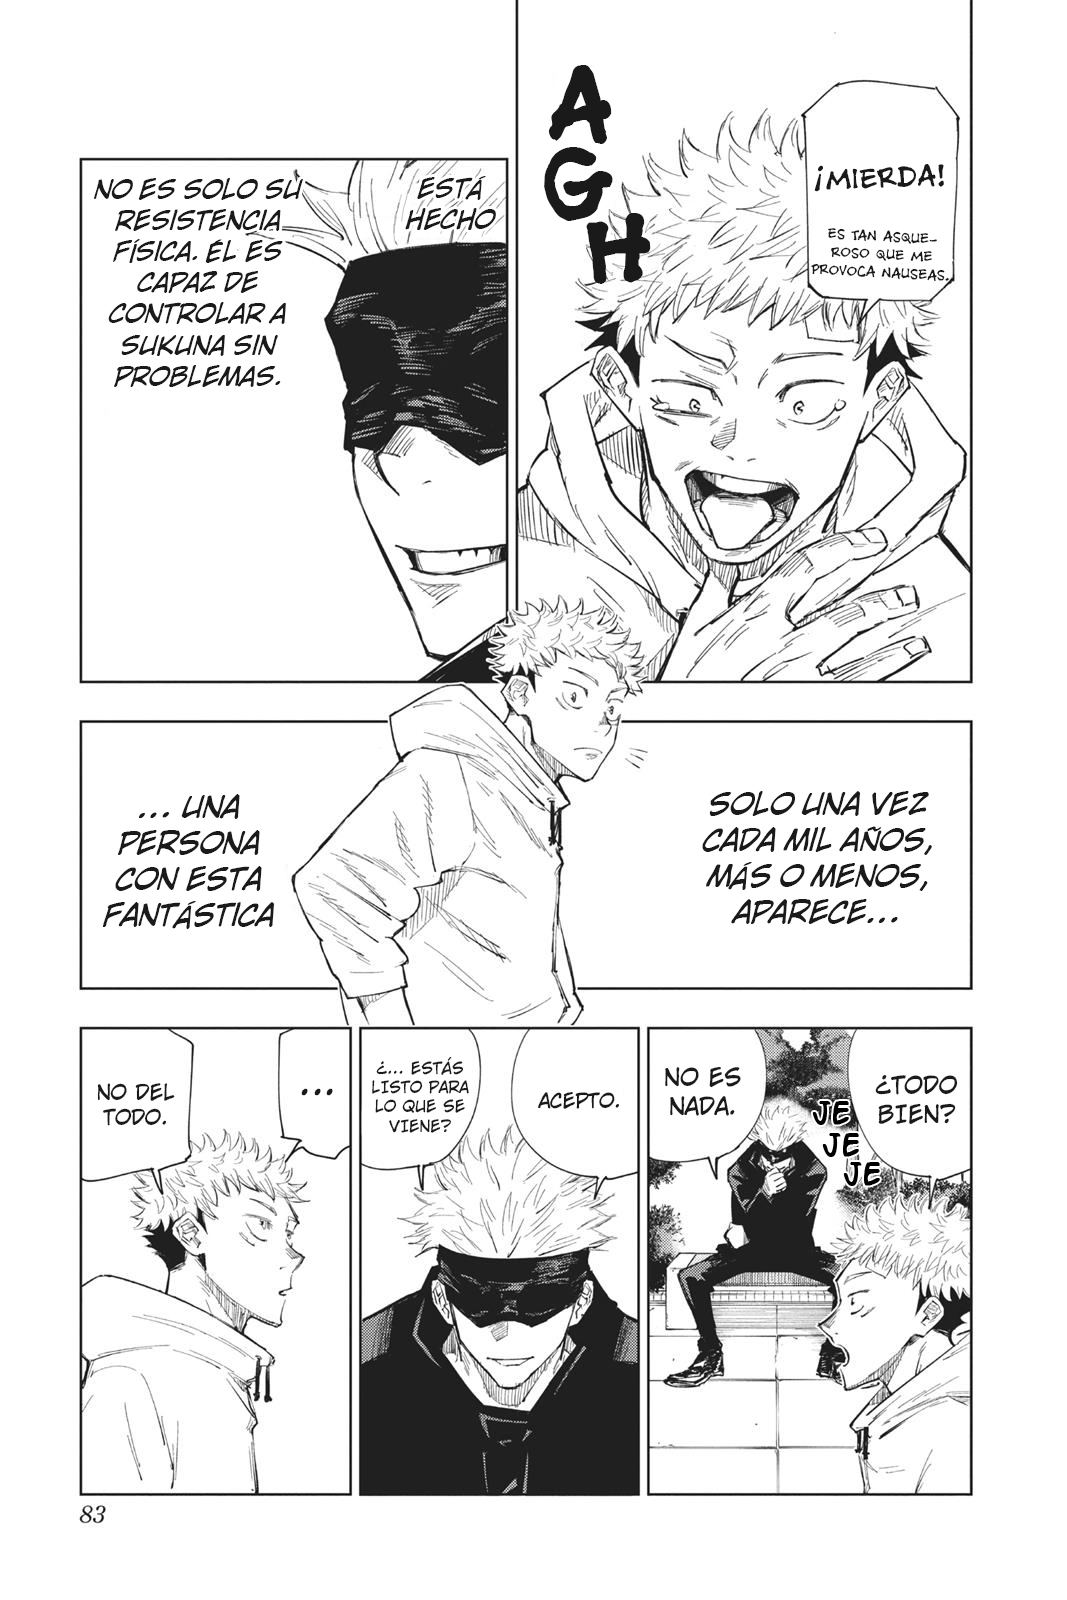 ¡MIERDA!
ES TAN ASQUE-
ROSO QUE ME
PROVOCA NAUSEAS.
AGH
ESTÁ
HECHO
NO ES SOLO SU
RESISTENCIA
FÍSICA. ÉL ES
CAPAZ DE
CONTROLAR A
SUKUNA SIN
PROBLEMAS.
SOLO UNA VEZ
CADA MIL AÑOS,
MÁS O MENOS,
APARECE...
... UNA
PERSONA
CON ESTA
FANTÁSTICA
¿TODO
BIEN?
JE
JE
JE
NO ES
NADA.
ACEPTO.
¿... ESTÁS
LISTO PARA
LO QUE SE
VIENE?
...
NO DEL
TODO.
83